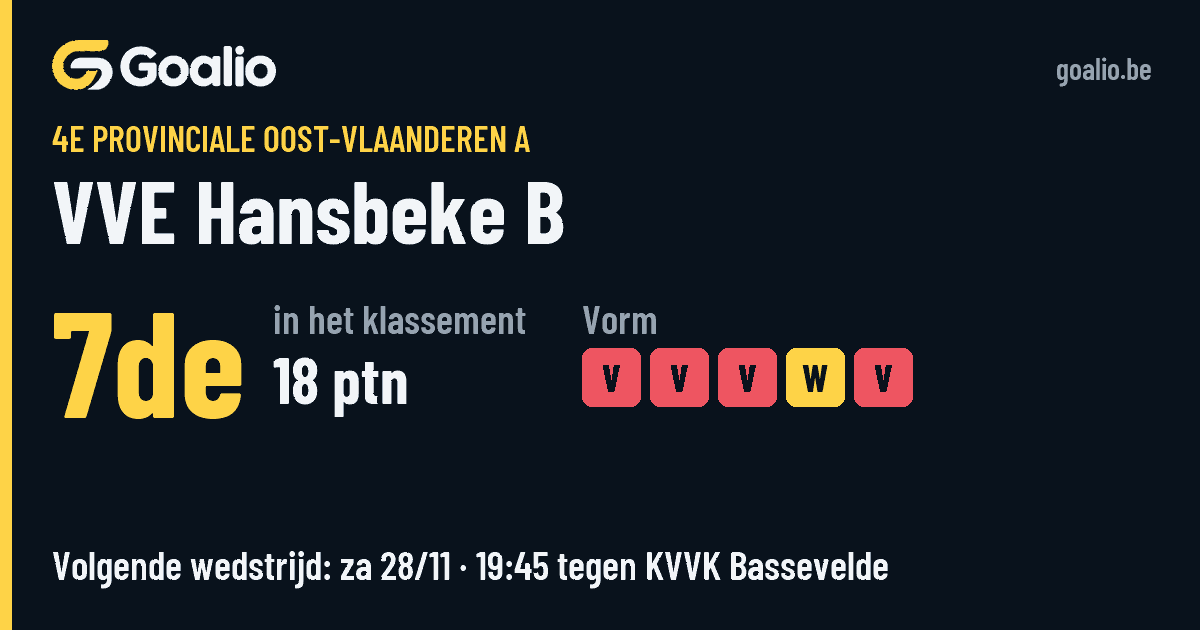 Goalio
goalio.be
4E PROVINCIALE OOST-VLAANDEREN A
VVE Hansbeke B
7de
in het klassement
18 ptn
Vorm
V V V W V
Volgende wedstrijd: za 28/11 · 19:45 tegen KVVK Bassevelde